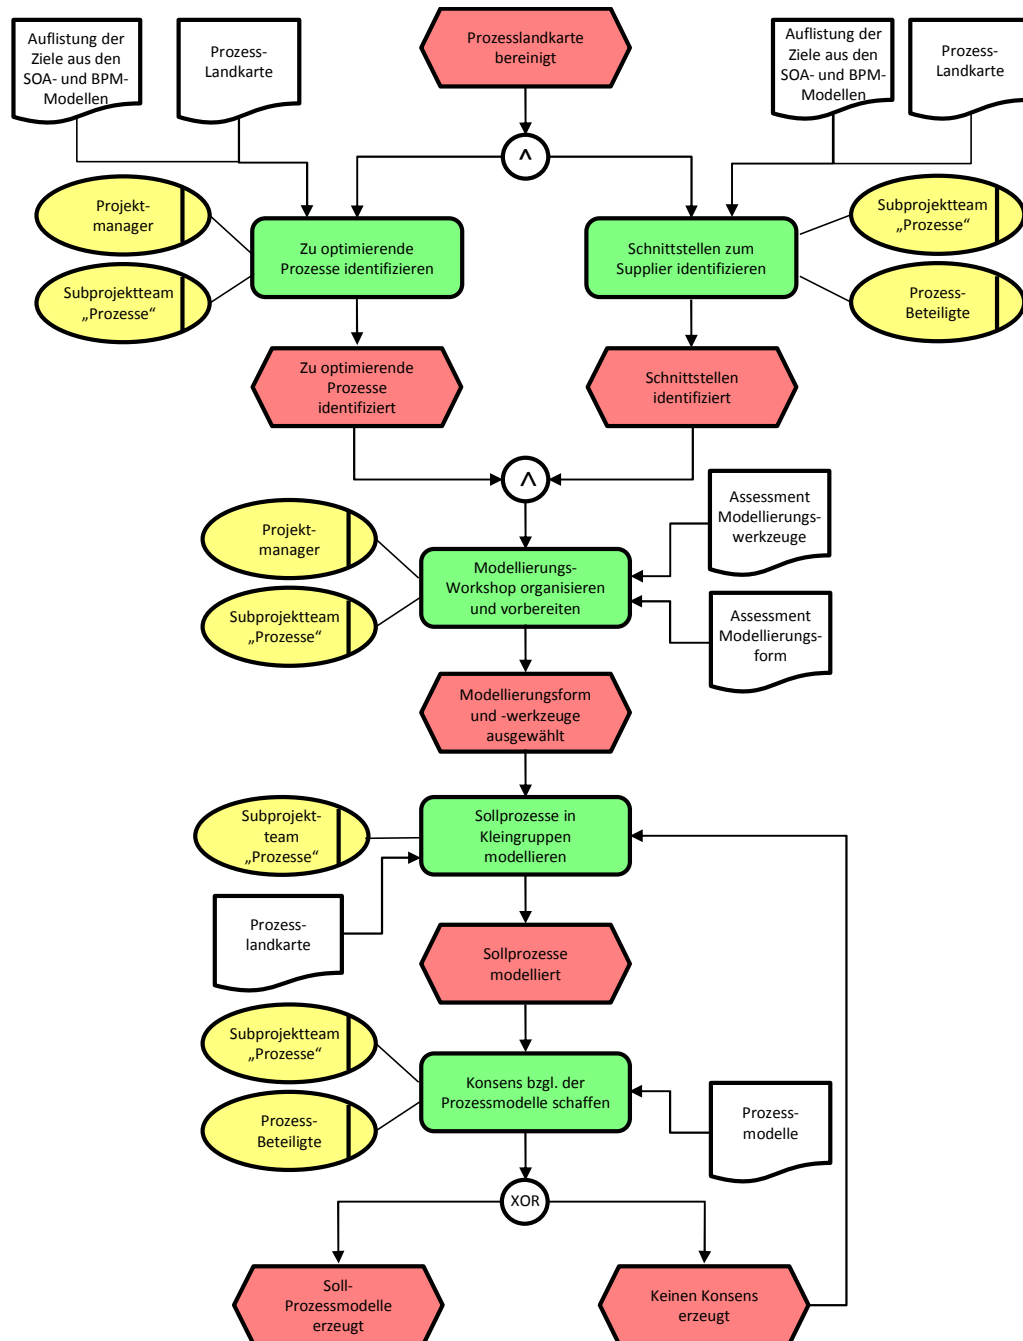 Auflistung der
Ziele aus den
SOA- und BPM-
Modellen
Prozess-
Landkarte
Prozesslandkarte
bereinigt
Auflistung der
Ziele aus den
SOA- und BPM-
Modellen
Prozess-
Landkarte
^
Projekt-
manager
Subprojektteam
„Prozesse“
Zu optimierende
Prozesse identifizieren
Schnittstellen zum
Supplier identifizieren
Subprojektteam
„Prozesse“
Prozess-
Beteiligte
Zu optimierende
Prozesse
identifiziert
Schnittstellen
identifiziert
^
Projekt-
manager
Subprojektteam
„Prozesse“
Modellierungs-
Workshop organisieren
und vorbereiten
Assessment
Modellierungs-
werkzeuge
Assessment
Modellierungs-
form
Modellierungsform
und -werkzeuge
ausgewählt
Subprojekt-
team
„Prozesse“
Sollprozesse in
Kleingruppen
modellieren
Prozess-
landkarte
Sollprozesse
modelliert
Subprojektteam
„Prozesse“
Prozess-
Beteiligte
Konsens bzgl. der
Prozessmodelle schaffen
Prozess-
modelle
XOR
Soll-
Prozessmodelle
erzeugt
Keinen Konsens
erzeugt